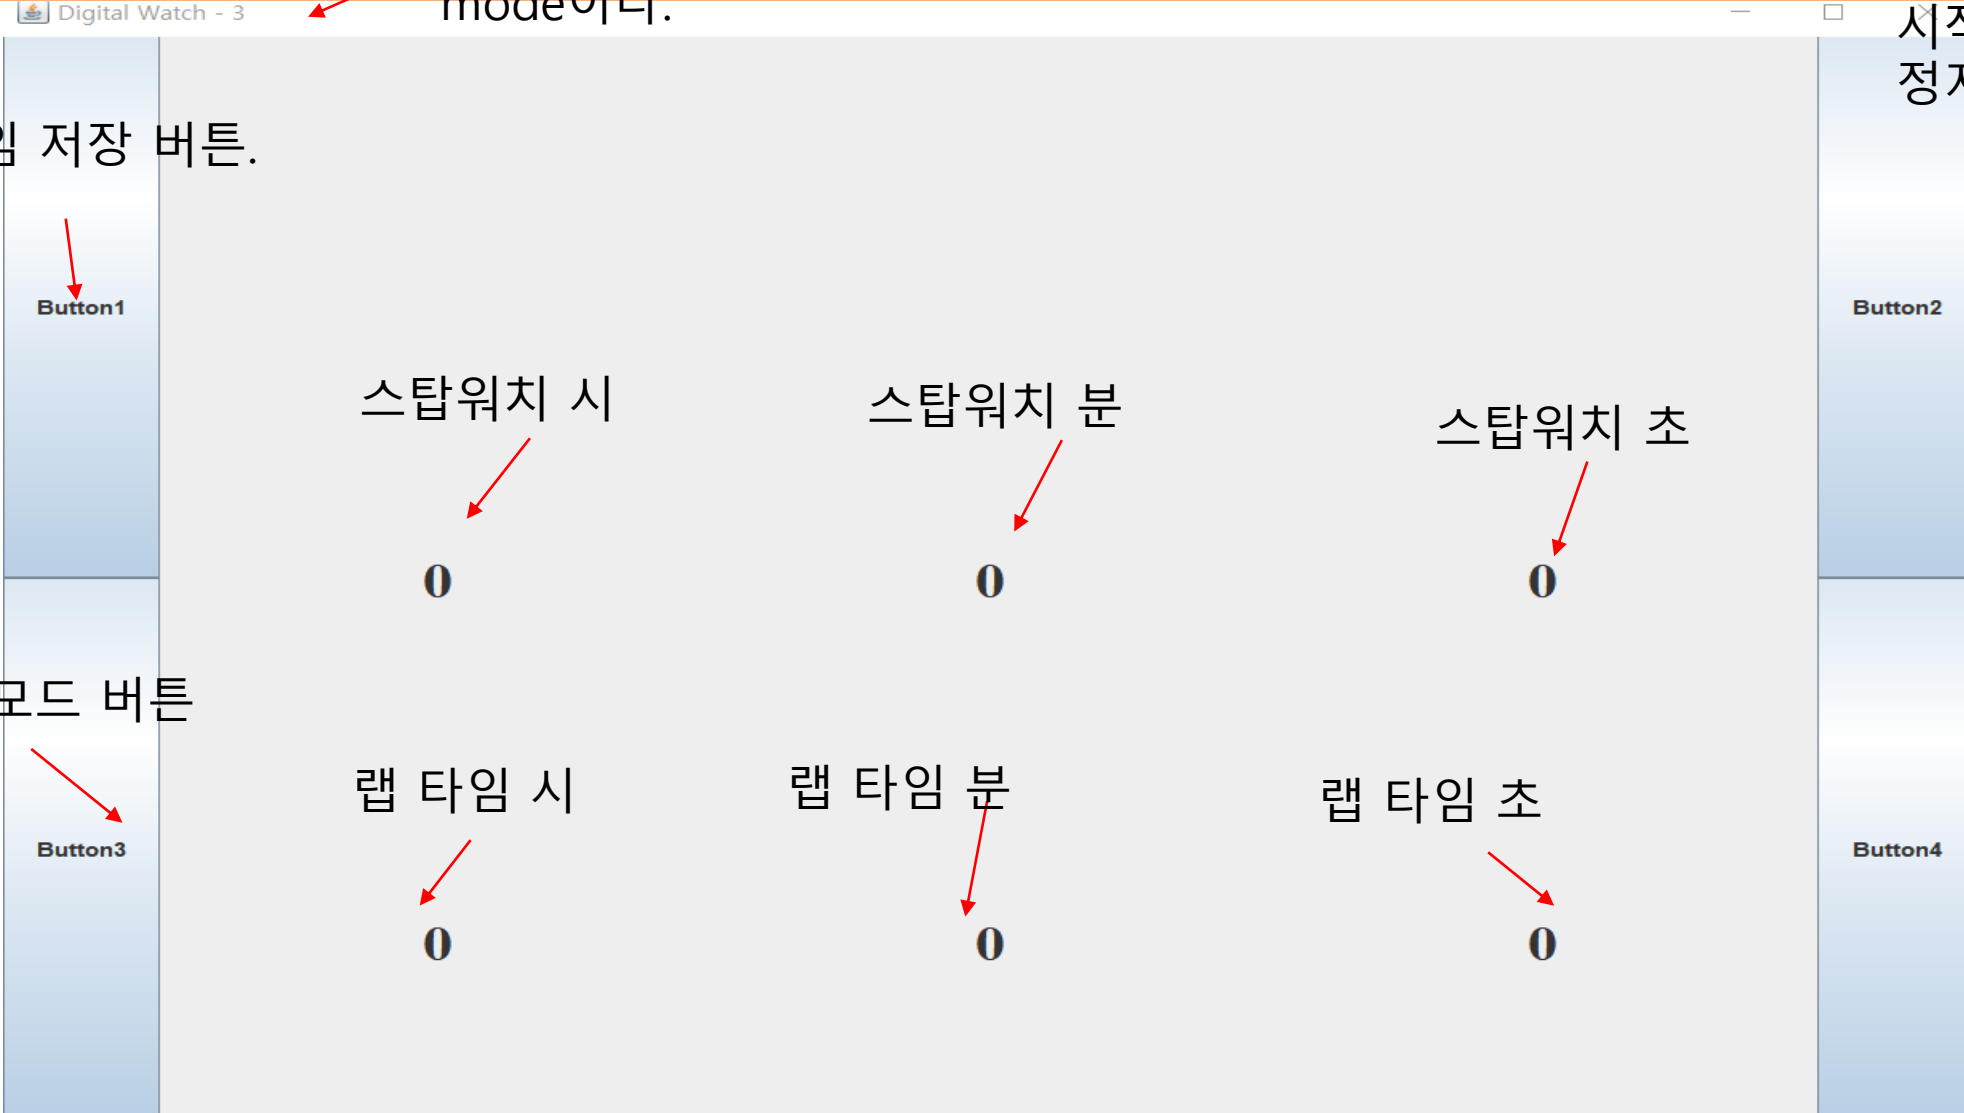 Digital Watch - 3
mode이다.
저장 버튼.
Button1
Button2
스탑워치 시
스탑워치 분
스탑워치 초
0
0
0
모드 버튼
랩 타임 시
랩 타임 분
랩 타임 초
Button3
Button4
0
0
0